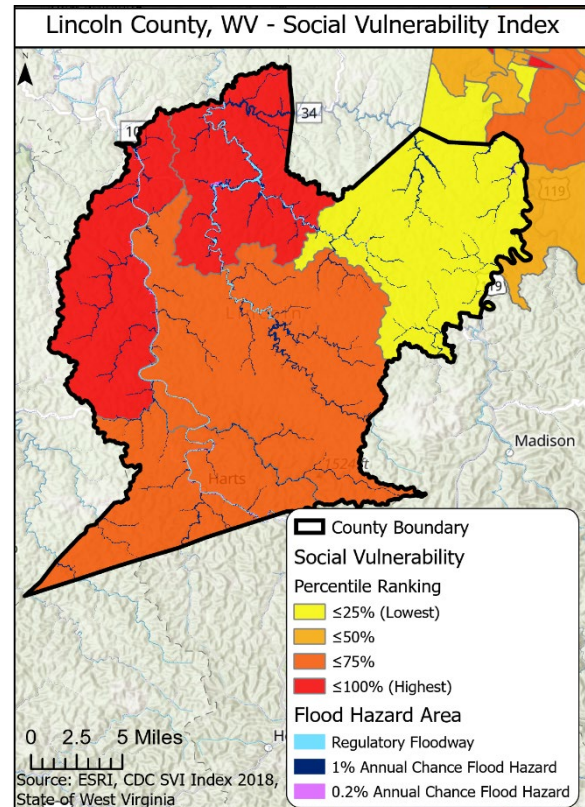 Lincoln County, WV - Social Vulnerability Index
N
34
10
119
19
Madison
Harts
County Boundary
Social Vulnerability
Percentile Ranking
≤25% (Lowest)
≤50%
≤75%
≤100% (Highest)
Flood Hazard Area
Regulatory Floodway
1% Annual Chance Flood Hazard
0.2% Annual Chance Flood Hazard
0 2.5 5 Miles
Source: ESRI, CDC SVI Index 2018,
State of West Virginia